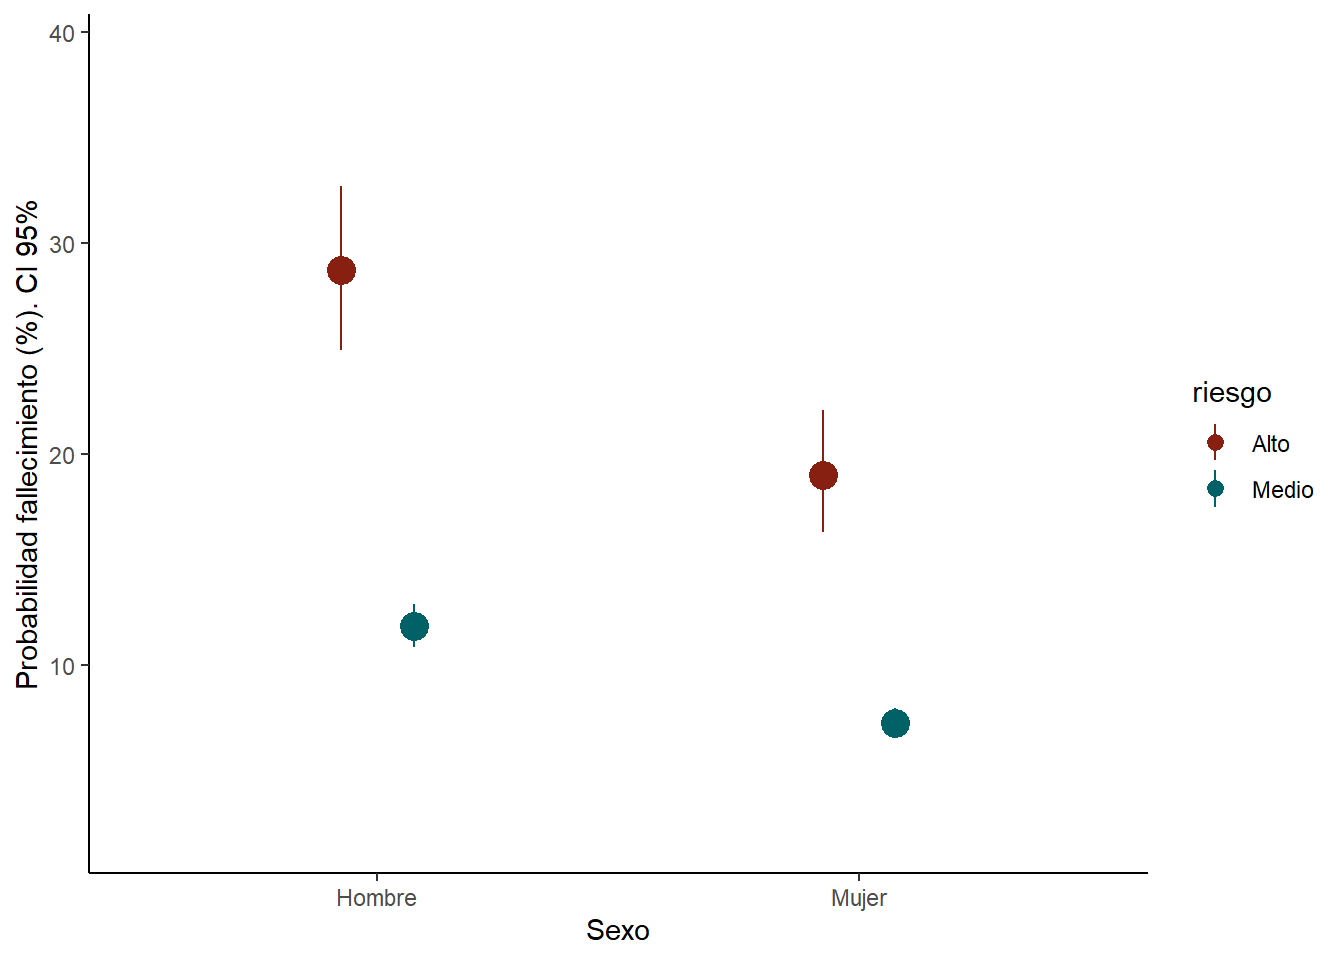 Probabilidad fallecimiento (%). CI 95%
40
30
20
10
Hombre
Mujer
Sexo
riesgo
Alto
Medio